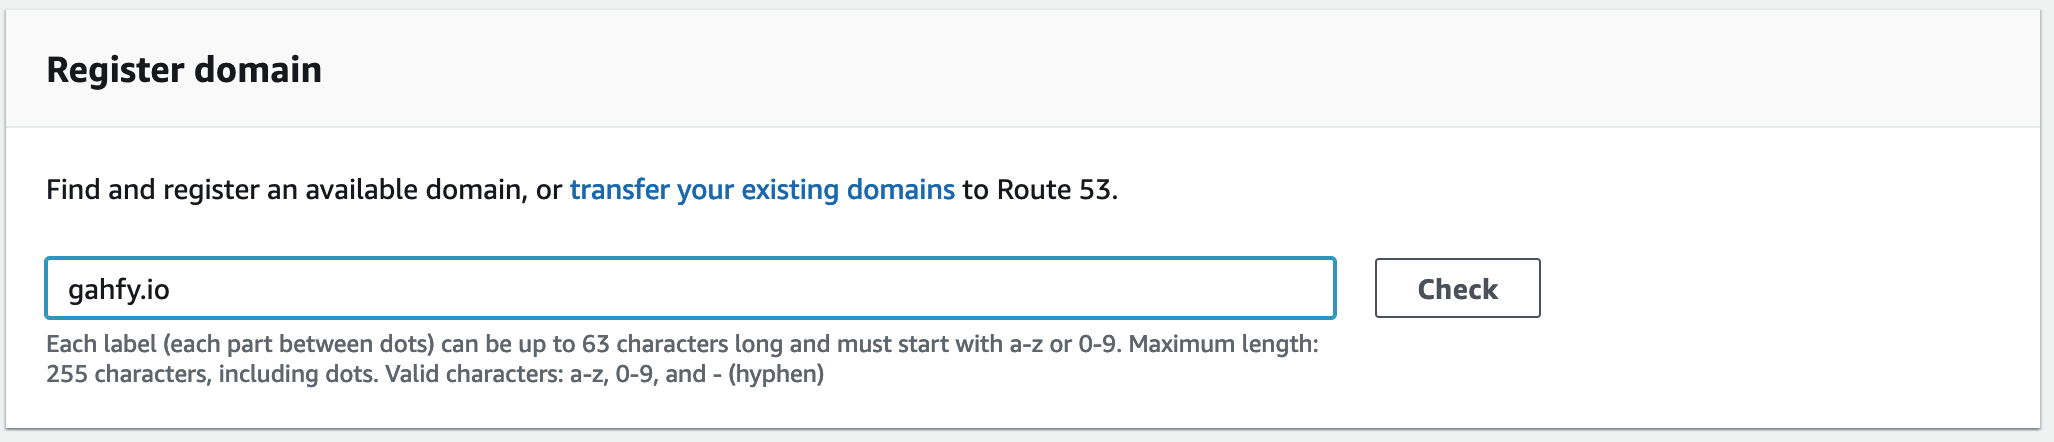 Register domain
Find and register an available domain, or transfer your existing domains to Route 53.
gahfy.io
Check
Each label (each part between dots) can be up to 63 characters long and must start with a-z or 0-9. Maximum length:
255 characters, including dots. Valid characters: a-z, 0-9, and - (hyphen)